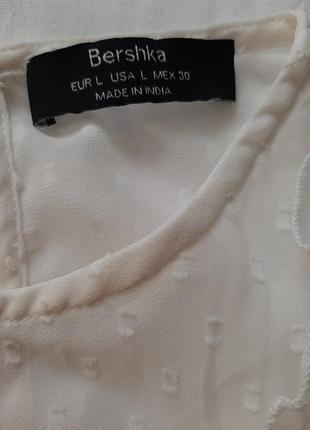 Bershka
EUR L USA L MEX 30
MADE IN INDIA